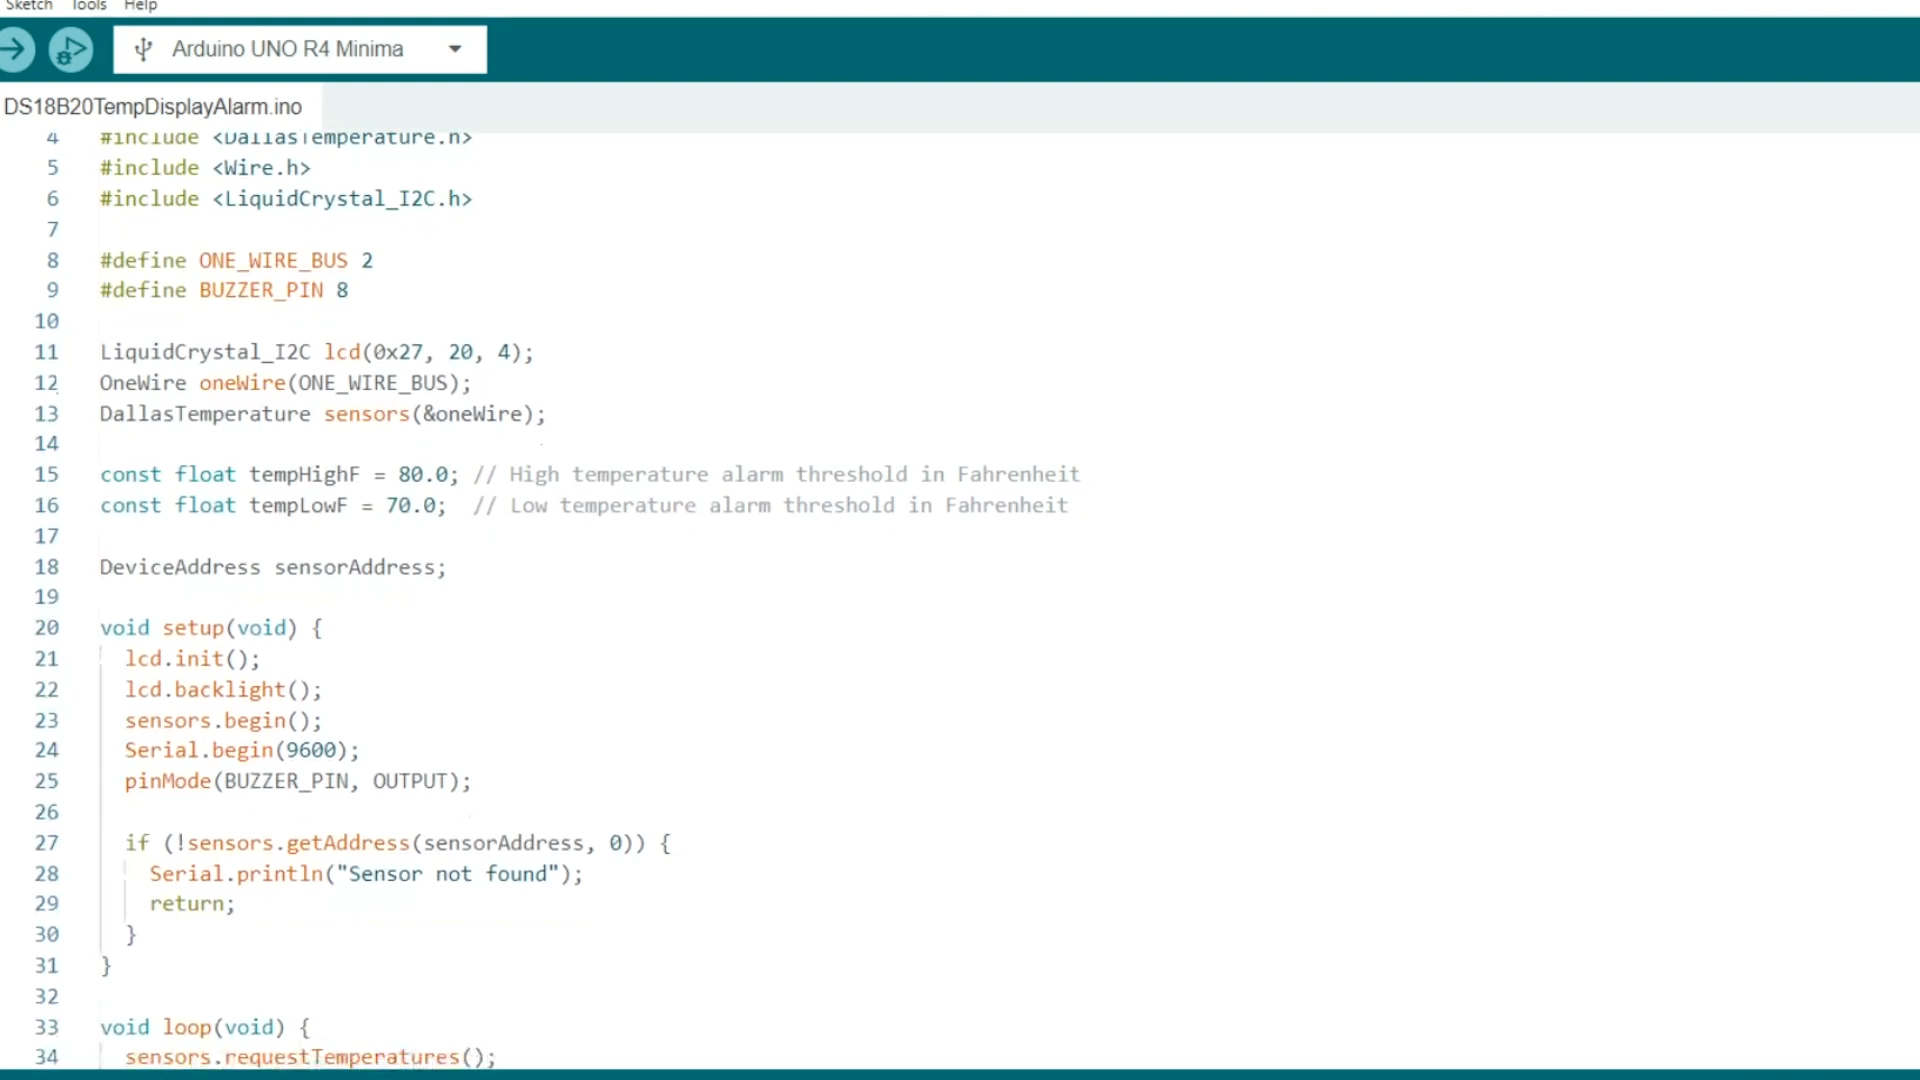 Sketch Tools Help
Arduino UNO R4 Minima
DS18B20TempDisplayAlarm.ino
4 #include <DallasTemperature.h>
5 #include <Wire.h>
6 #include <LiquidCrystal_I2C.h>
7
8 #define ONE_WIRE_BUS 2
9 #define BUZZER_PIN 8
10
11 LiquidCrystal_I2C lcd(0x27, 20, 4);
12 OneWire oneWire(ONE_WIRE_BUS);
13 DallasTemperature sensors(&oneWire);
14
15 const float tempHighF = 80.0; // High temperature alarm threshold in Fahrenheit
16 const float tempLowF = 70.0;  // Low temperature alarm threshold in Fahrenheit
17
18 DeviceAddress sensorAddress;
19
20 void setup(void) {
21   lcd.init();
22   lcd.backlight();
23   sensors.begin();
24   Serial.begin(9600);
25   pinMode(BUZZER_PIN, OUTPUT);
26
27   if (!sensors.getAddress(sensorAddress, 0)) {
28     Serial.println("Sensor not found");
29     return;
30   }
31 }
32
33 void loop(void) {
34   sensors.requestTemperatures();